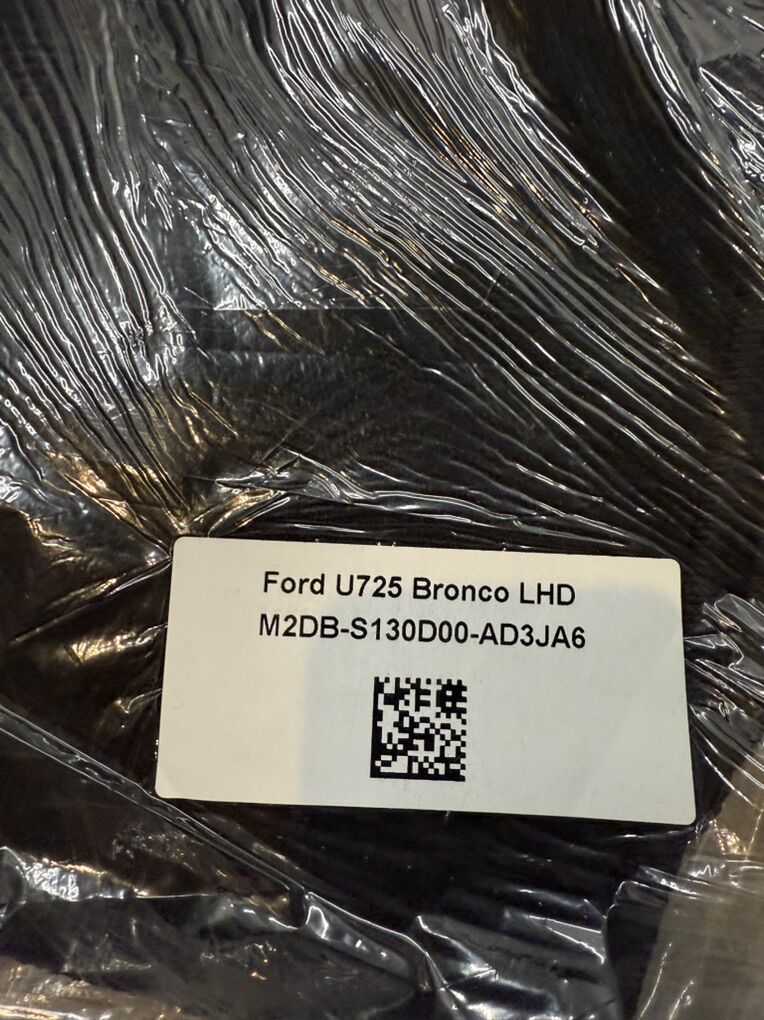 Ford U725 Bronco LHD
M2DB-S130D00-AD3JA6